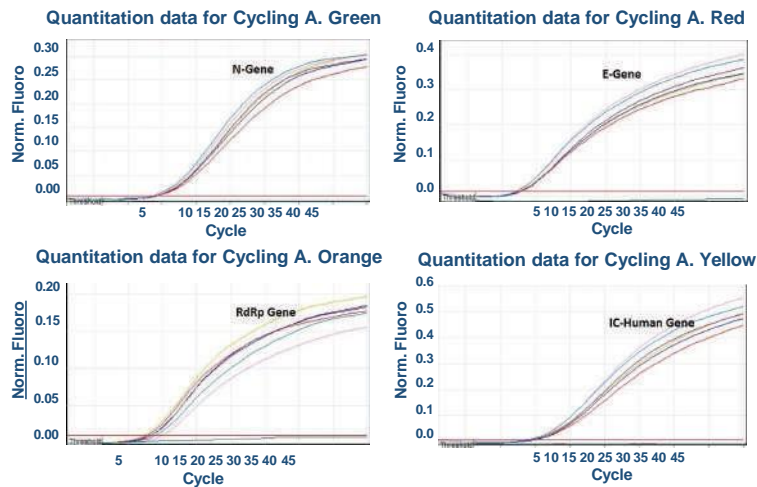 Quantitation data for Cycling A. Green
Norm. Fluoro
0.30
0.25
0.20
0.15
0.10
0.05
0.00
N-Gene
Threshold
5 10 15 20 25 30 35 40 45
Cycle
Quantitation data for Cycling A. Red
Norm. Fluoro
0.4
0.3
0.2
0.1
0.0
E-Gene
Threshold
5 10 15 20 25 30 35 40 45
Cycle
Quantitation data for Cycling A. Orange
Norm. Fluoro
0.20
0.15
0.10
0.05
0.00
RdRp Gene
Threshold
5 10 15 20 25 30 35 40 45
Cycle
Quantitation data for Cycling A. Yellow
Norm. Fluoro
0.6
0.5
0.4
0.3
0.2
0.1
0.0
IC-Human Gene
Threshold
5 10 15 20 25 30 35 40 45
Cycle